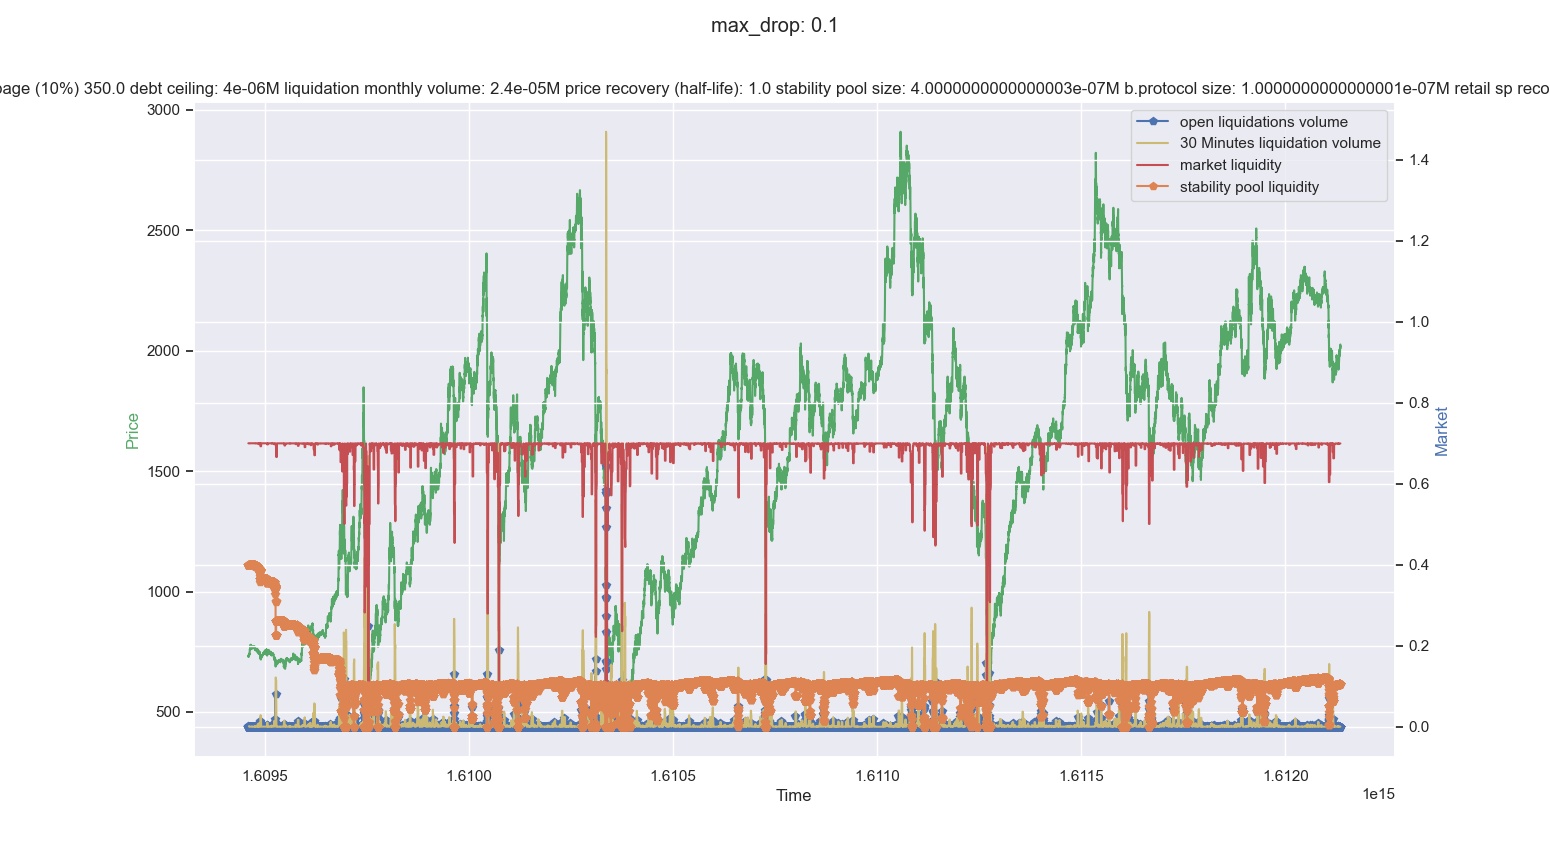 max_drop: 0.1
page (10%) 350.0 debt ceiling: 4e-06M liquidation monthly volume: 2.4e-05M price recovery (half-life): 1.0 stability pool size: 4.0000000000000003e-07M b.protocol size: 1.0000000000000001e-07M retail sp reco
3000
open liquidations volume
30 Minutes liquidation volume
1.4
market liquidity
stability pool liquidity
2500
1.2
1.0
2000
0.8
Price
Market
1500
0.6
0.4
1000
0.2
500
0.0
1.6095 1.6100 1.6105 1.6110 1.6115 1.6120
Time
1e15